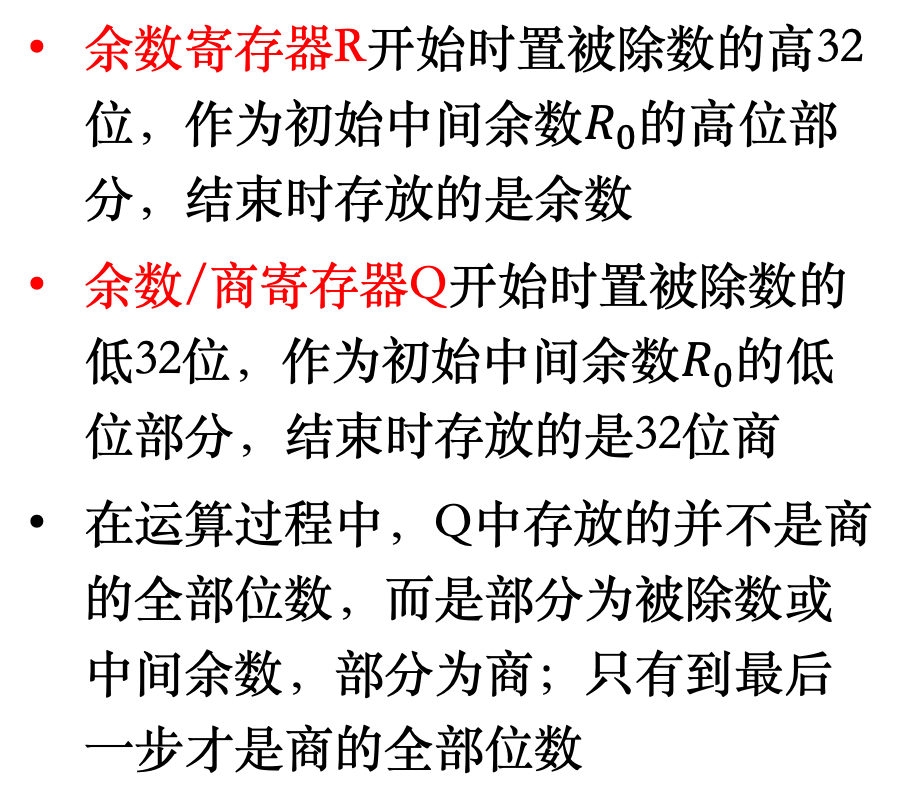 • 余数寄存器R开始时置被除数的高32
位，作为初始中间余数R₀的高位部
分，结束时存放的是余数
• 余数/商寄存器Q开始时置被除数的
低32位，作为初始中间余数R₀的低
位部分，结束时存放的是32位商
• 在运算过程中，Q中存放的并不是商
的全部位数，而是部分为被除数或
中间余数，部分为商；只有到最后
一步才是商的全部位数